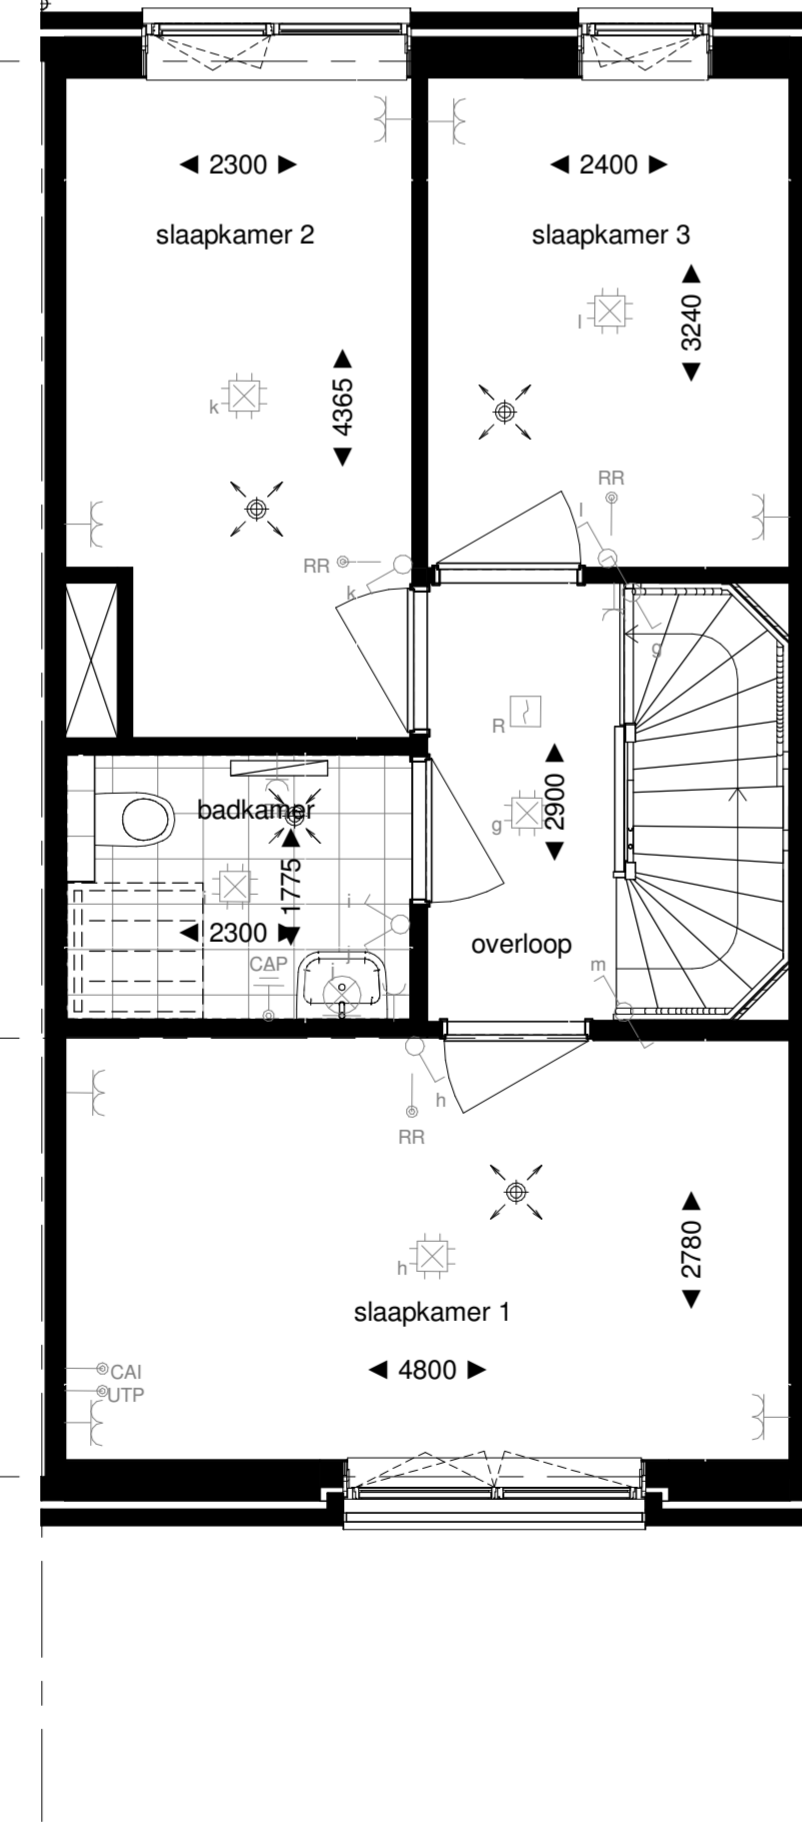 2300
2400
slaapkamer 2
slaapkamer 3
3240
l
4365
k
RR
l
RR
k
g
R
2900
badkamer
g
1775
i
2300
overloop
j
CAP
m
i
h
RR
2780
h
slaapkamer 1
4800
CAI
UTP